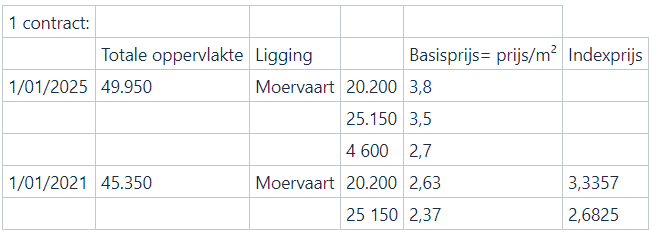 1 contract:
Totale oppervlakte Ligging Basisprijs= prijs/m² Indexprijs
1/01/2025 49.950 Moervaart 20.200 3,8
25.150 3,5
4 600 2,7
1/01/2021 45.350 Moervaart 20.200 2,63 3,3357
25 150 2,37 2,6825